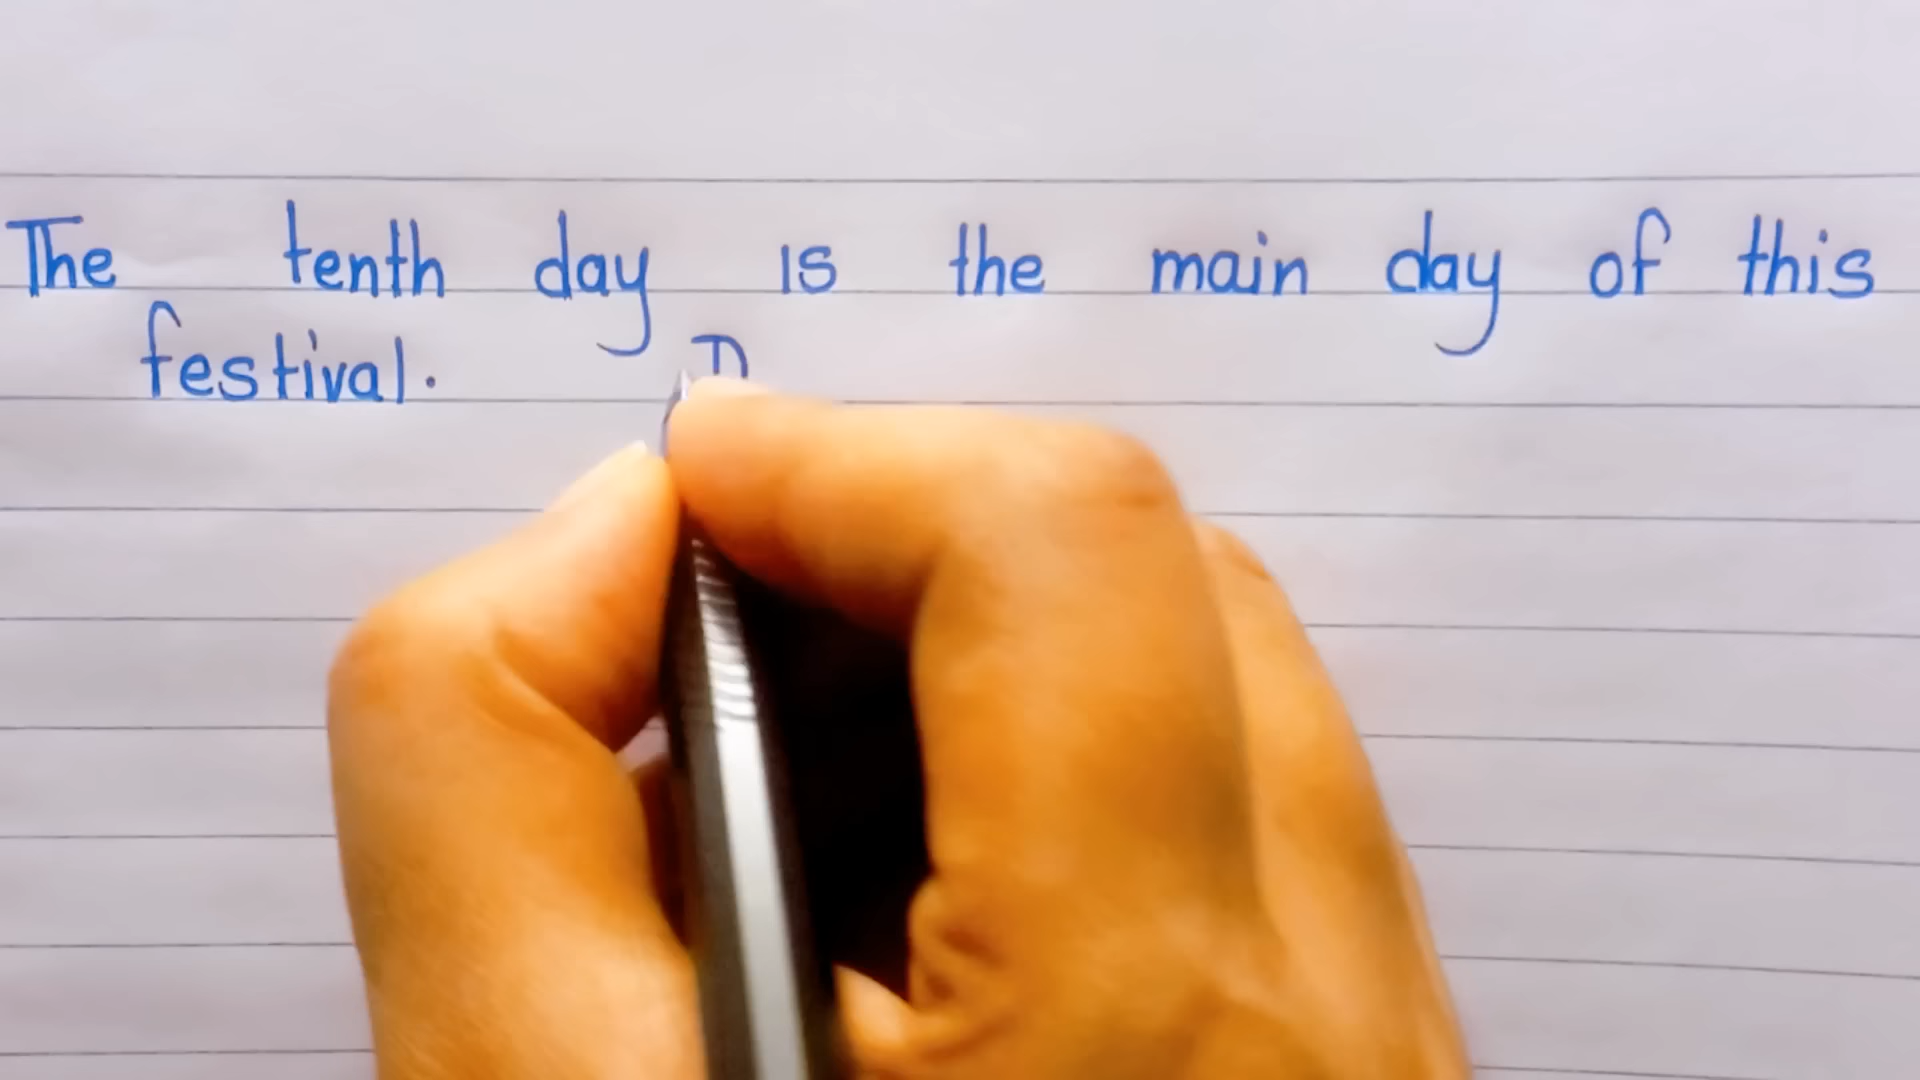 The tenth day is the main day of this
festival. D